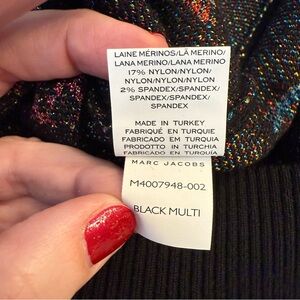 LAINE MÉRINOS/LÃ MERINO/
LANA MERINO/LANA MERINO
17% NYLON/NYLON/
NYLON/NYLON/NYLON
2% SPANDEX/SPANDEX/
SPANDEX/SPANDEX/
SPANDEX
MADE IN TURKEY
FABRIQUÉ EN TURQUIE
FABRICADO EM TURQUIA
PRODOTTO IN TURCHIA
FABRICADO EN TURQUIA
MARC JACOBS
M4007948-002
BLACK MULTI